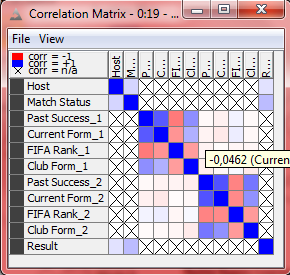 Correlation Matrix - 0:19 - ...
File View
corr = -1
corr = +1
corr = n/a
Host
M...
P...
C...
FI...
Cl...
P...
C...
FI...
Cl...
R...
Host
Match Status
Past Success_1
Current Form_1
FIFA Rank_1
Club Form_1
-0,0462 (Curren
Past Success_2
Current Form_2
FIFA Rank_2
Club Form_2
Result